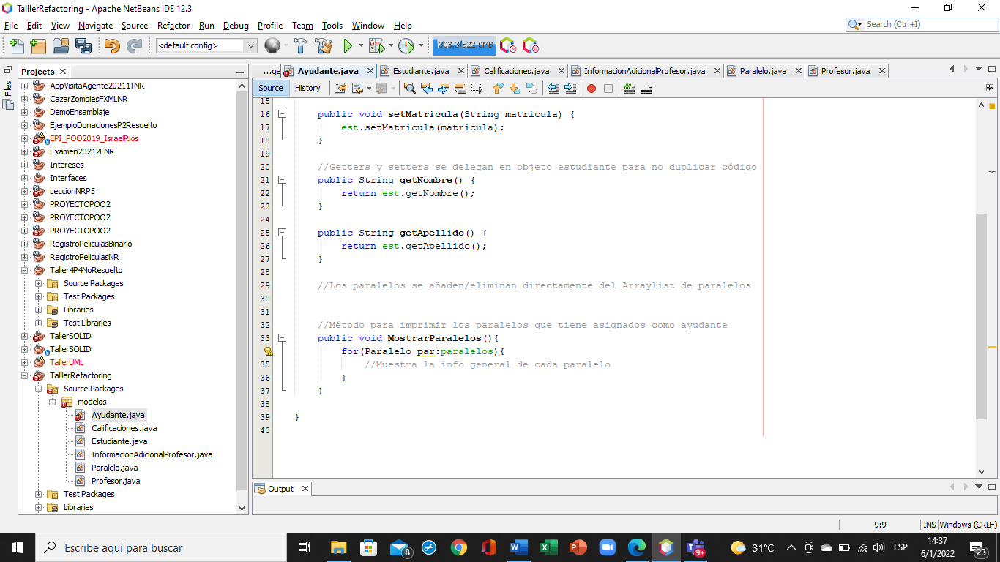 TalllerRefactoring - Apache NetBeans IDE 12.3
File Edit View Navigate Source Refactor Run Debug Profile Team Tools Window Help
Search (Ctrl+I)
<default config>
303,3/522,0MB
Files
Projects
AppVisitaAgente20211TNR
CazarZombiesFXMLNR
DemoEnsamblaje
EjemploDonacionesP2Resuelto
EPI_POO2019_IsraelRios
Examen20212ENR
Intereses
Interfaces
LeccionNRP5
PROYECTOPOO2
PROYECTOPOO2
PROYECTOPOO2
RegistroPeliculasBinario
RegistroPeliculasNR
Taller4P4NoResuelto
Source Packages
Test Packages
Libraries
Test Libraries
TallerSOLID
TallerSOLID
TallerUML
TalllerRefactoring
Source Packages
modelos
Ayudante.java
Calificaciones.java
Estudiante.java
InformacionAdicionalProfesor.java
Paralelo.java
Profesor.java
Test Packages
Libraries
...ge Ayudante.java Estudiante.java Calificaciones.java InformacionAdicionalProfesor.java Paralelo.java Profesor.java
Source History
15
16 public void setMatricula(String matricula) {
17 est.setMatricula(matricula);
18 }
19
20 //Getters y setters se delegan en objeto estudiante para no duplicar código
21 public String getNombre() {
22 return est.getNombre();
23 }
24
25 public String getApellido() {
26 return est.getApellido();
27 }
28
29 //Los paralelos se añaden/eliminan directamente del Arraylist de paralelos
30
31
32 //Método para imprimir los paralelos que tiene asignados como ayudante
33 public void MostrarParalelos(){
for(Paralelo par:paralelos){
35 //Muestra la info general de cada paralelo
36 }
37 }
38
39 }
40
Output
9:9 INS Windows (CRLF)
Escribe aquí para buscar
8
9+
31°C
ESP
14:37
6/1/2022
23